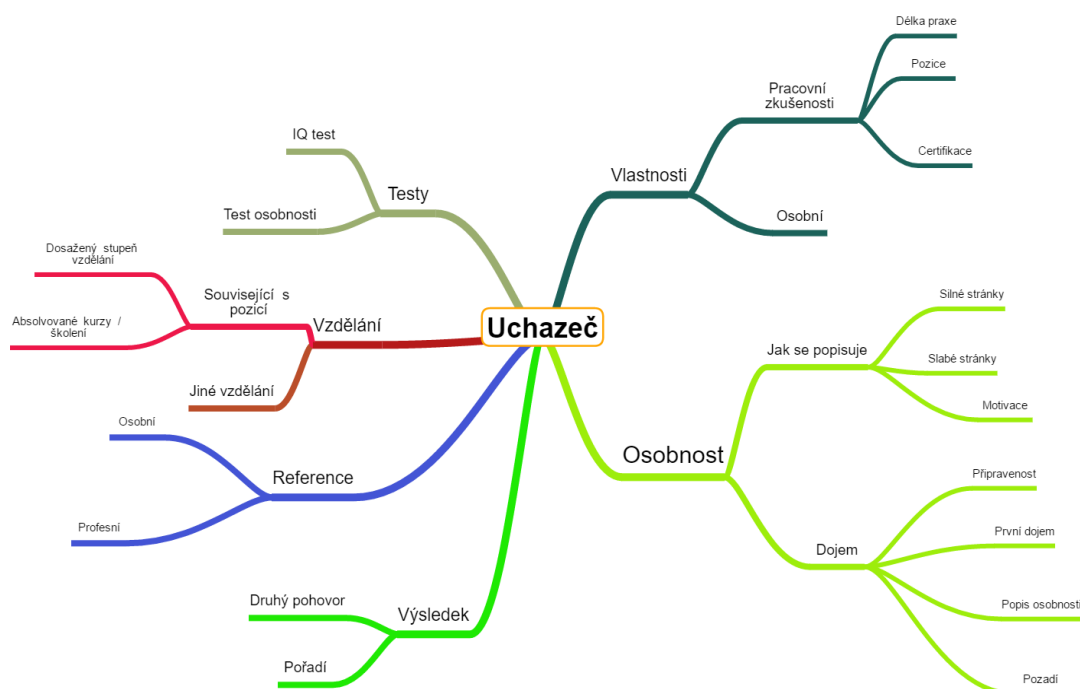 Uchazeč
Vlastnosti
Pracovní
zkušenosti
Délka praxe
Pozice
Certifikace
Osobní
Osobnost
Jak se popisuje
Silné stránky
Slabé stránky
Motivace
Dojem
Připravenost
První dojem
Popis osobnosti
Pozadí
Testy
IQ test
Test osobnosti
Vzdělání
Související s
pozicí
Dosažený stupeň
vzdělání
Absolvované kurzy /
školení
Jiné vzdělání
Reference
Osobní
Profesní
Výsledek
Druhý pohovor
Pořadí